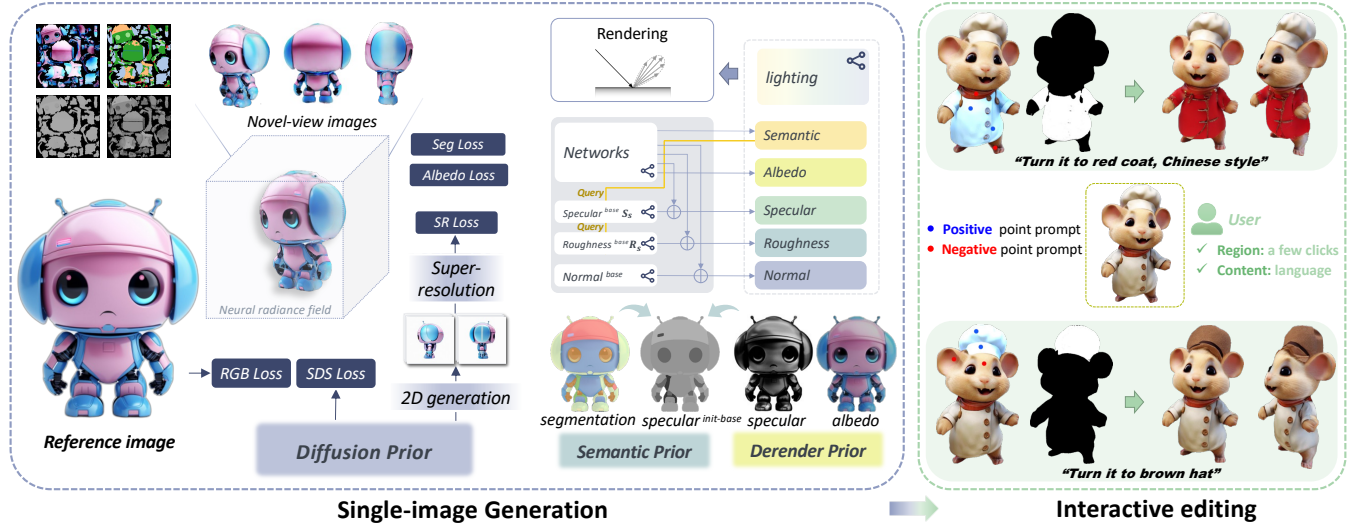 Novel-view images
Neural radiance field
Reference image
RGB Loss
SDS Loss
Diffusion Prior
Seg Loss
Albedo Loss
SR Loss
Super-
resolution
2D generation
Rendering
lighting
Networks
Query
Specular base Ss
Query
Roughness base Rs
Normal base
Semantic
Albedo
Specular
Roughness
Normal
segmentation
specular init-base
specular
albedo
Semantic Prior
Derender Prior
Single-image Generation
"Turn it to red coat, Chinese style"
Positive point prompt
Negative point prompt
User
✓ Region: a few clicks
✓ Content: language
"Turn it to brown hat"
Interactive editing